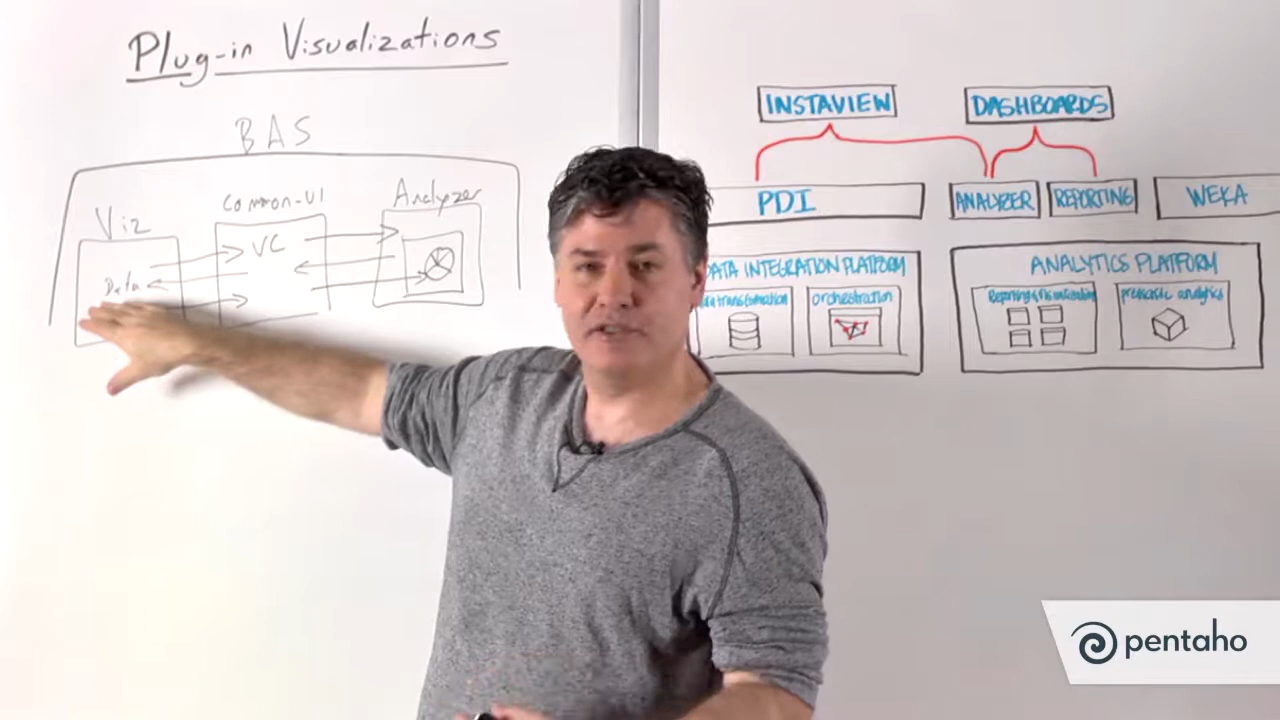 Plug-in Visualizations
BAS
Viz
Common-UI
Analyzer
VC
Data
INSTAVIEW
DASHBOARDS
PDI
ANALYZER
REPORTING
WEKA
DATA INTEGRATION PLATFORM
ANALYTICS PLATFORM
orchestration
analytics
pentaho